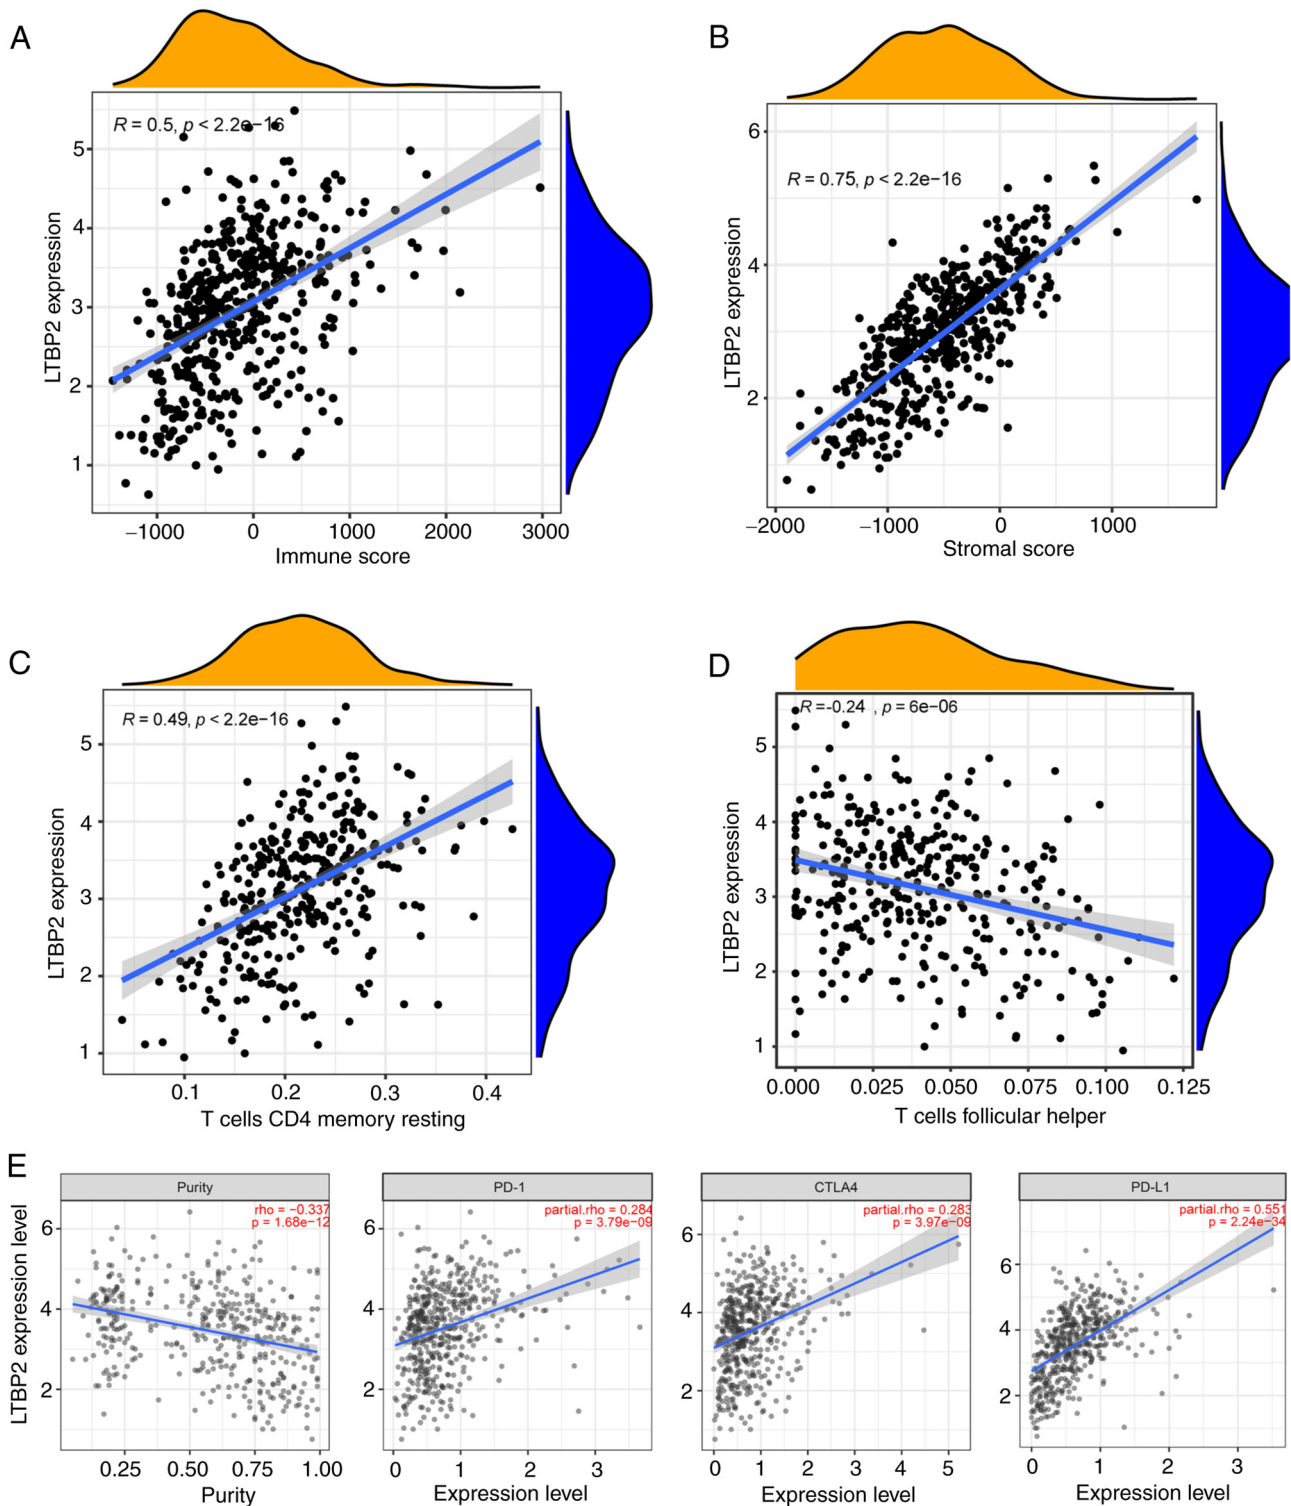 A
R = 0.5, p < 2.2e−16
LTBP2 expression
5
4
3
2
1
−1000
0
1000
2000
3000
Immune score
B
R = 0.75, p < 2.2e−16
LTBP2 expression
6
4
2
−2000
−1000
0
1000
Stromal score
C
R = 0.49, p < 2.2e−16
LTBP2 expression
5
4
3
2
1
0.1
0.2
0.3
0.4
T cells CD4 memory resting
D
R =-0.24 , p = 6e−06
LTBP2 expression
5
4
3
2
1
0.000
0.025
0.050
0.075
0.100
0.125
T cells follicular helper
E
LTBP2 expression level
Purity
rho = −0.337
p = 1.68e−12
6
4
2
0.25
0.50
0.75
1.00
Purity
PD-1
partial.rho = 0.284
p = 3.79e−09
6
4
2
0
1
2
3
Expression level
CTLA4
partial.rho = 0.283
p = 3.97e−09
6
4
2
0
1
2
3
4
5
Expression level
PD-L1
partial.rho = 0.551
p = 2.24e−34
6
4
2
0
1
2
3
Expression level